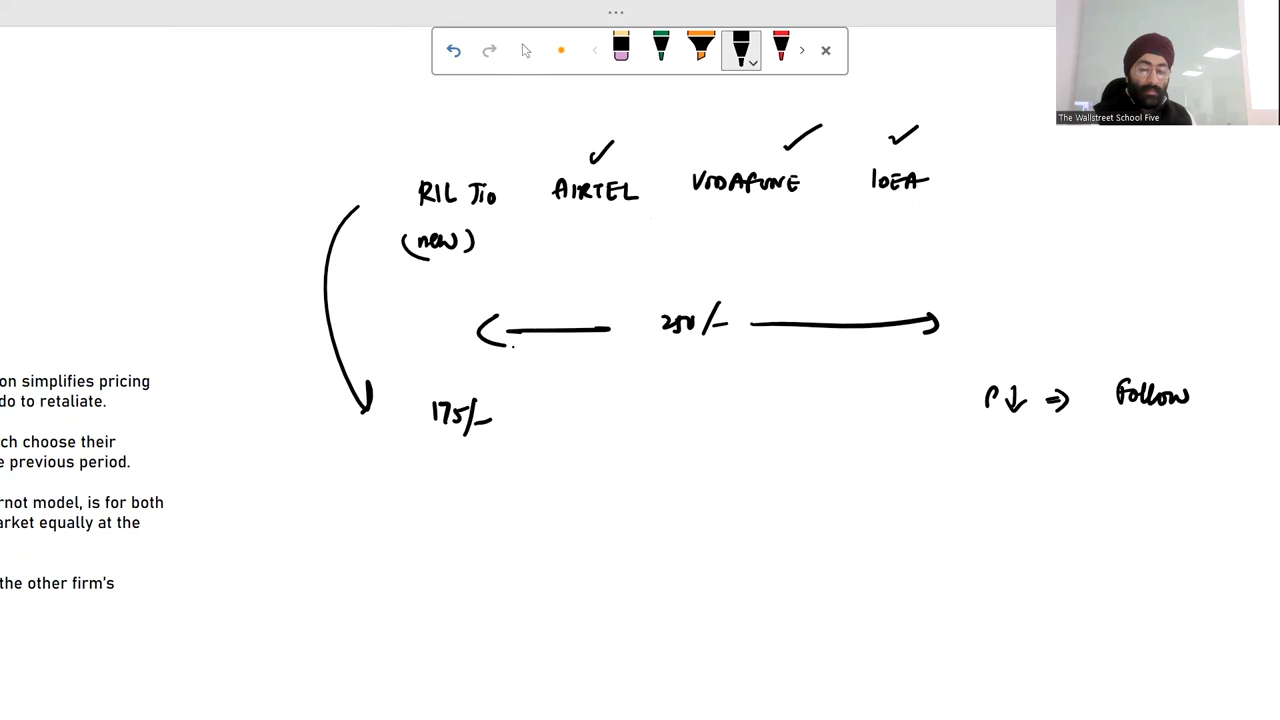 The Wallstreet School Five
RIL Jio AIRTEL VODAFONE IDEA
(new)
250/-
on simplifies pricing
do to retaliate.
P↓ ⇒ Follow
175/-
ch choose their
e previous period.
rnot model, is for both
arket equally at the
the other firm's